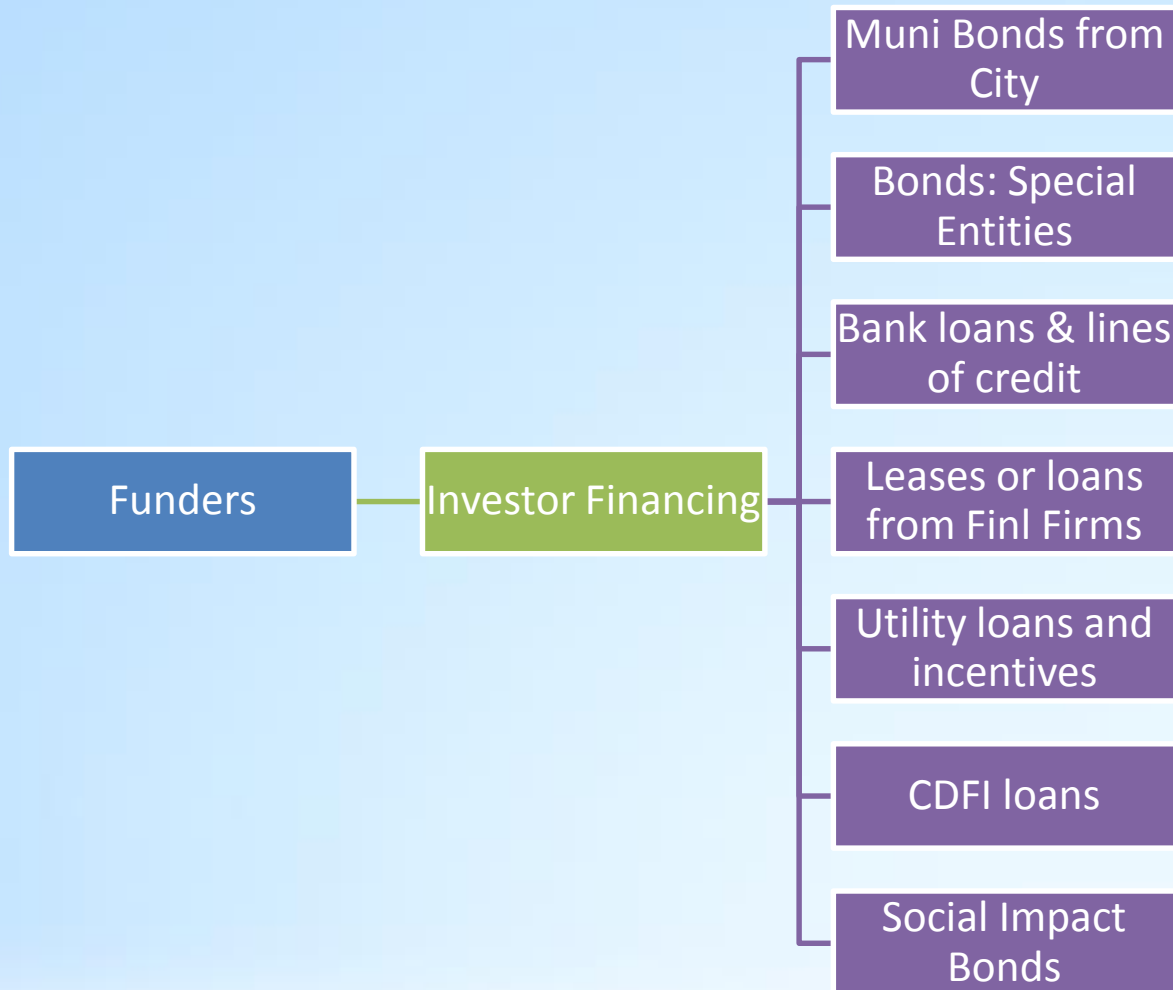 Muni Bonds from
City
Bonds: Special
Entities
Bank loans & lines
of credit
Funders
Investor Financing
Leases or loans
from Finl Firms
Utility loans and
incentives
CDFI loans
Social Impact
Bonds